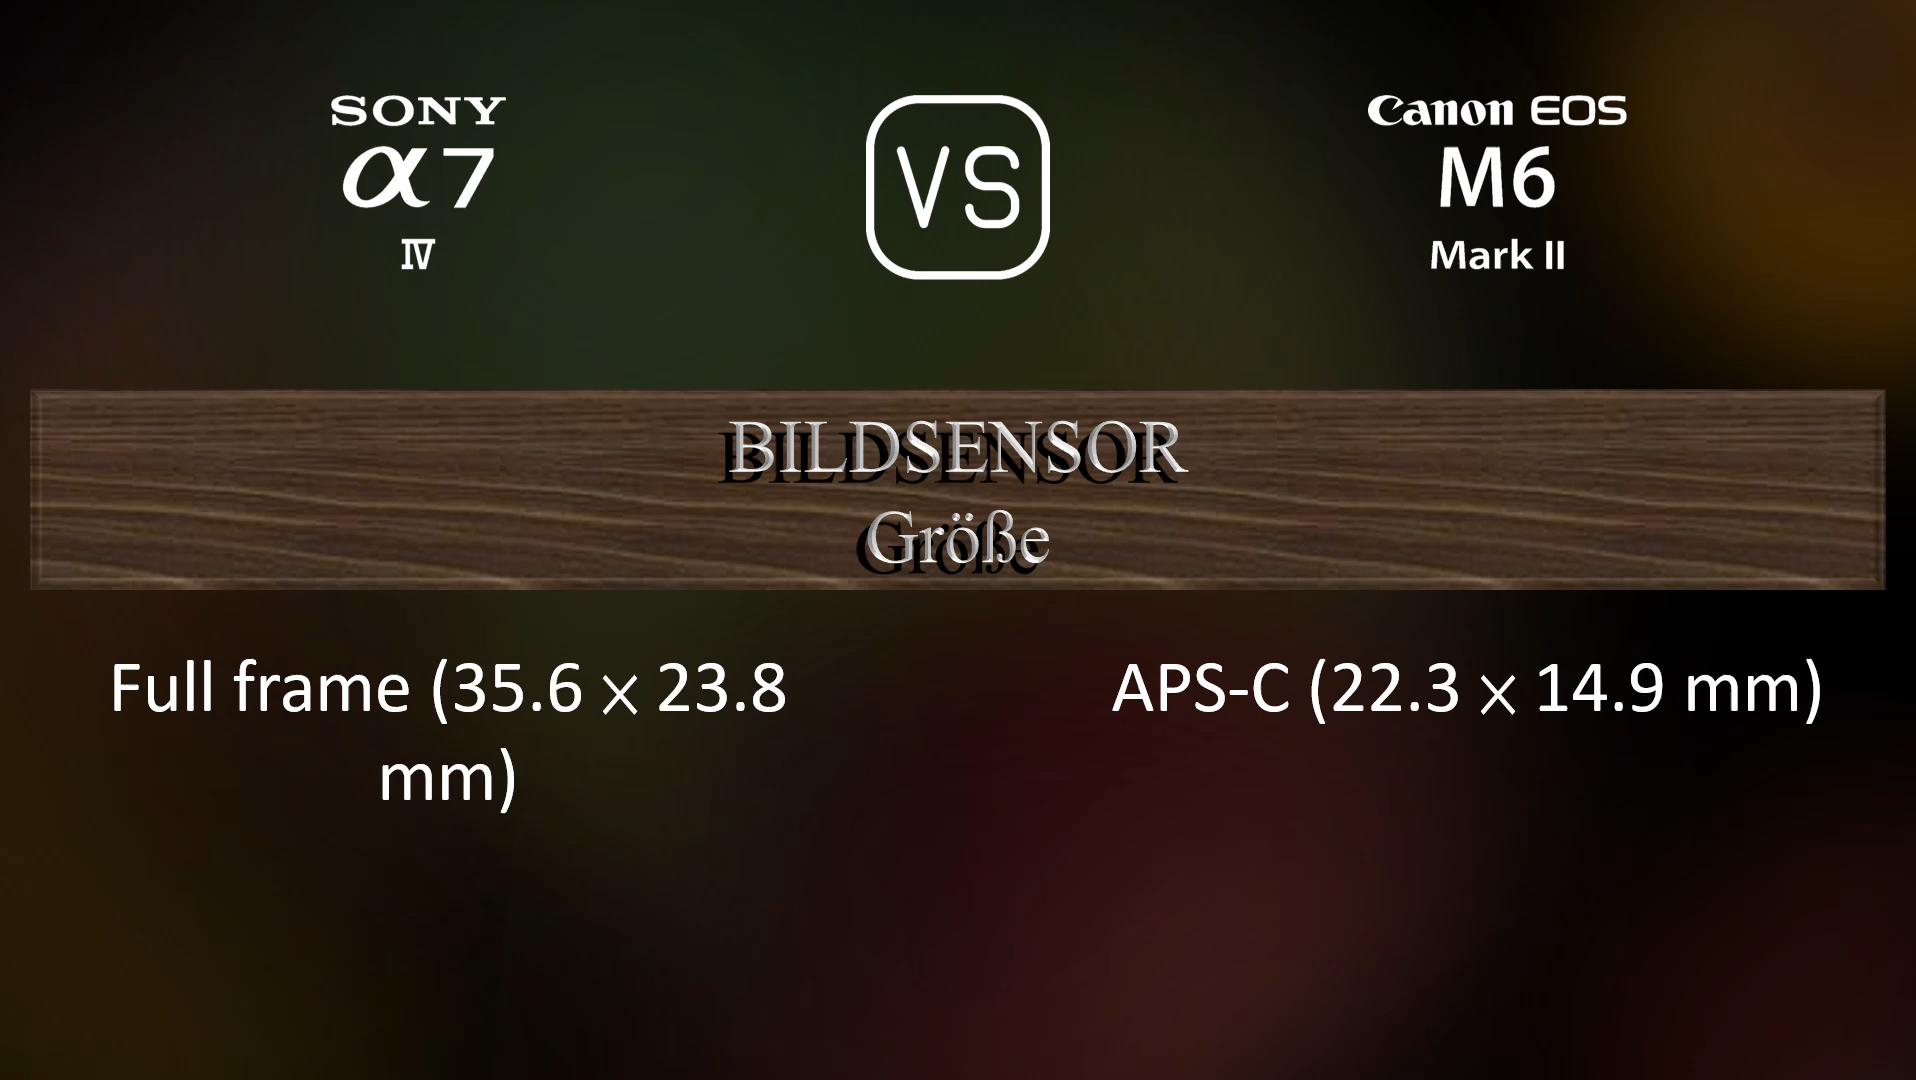 SONY
α7
IV
VS
Canon EOS
M6
Mark II
BILDSENSOR
Größe
Full frame (35.6 x 23.8
mm)
APS-C (22.3 x 14.9 mm)